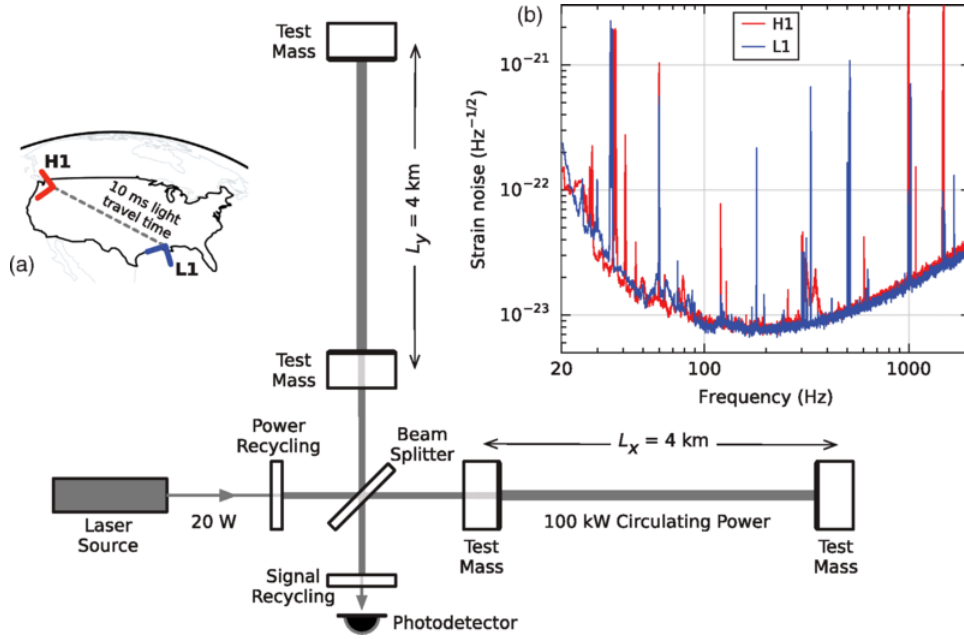 (a)
H1
10 ms light
travel time
L1
Test
Mass
Ly = 4 km
Test
Mass
Power
Recycling
Beam
Splitter
Laser
Source
20 W
Lx = 4 km
100 kW Circulating Power
Test
Mass
Test
Mass
Signal
Recycling
Photodetector
(b)
H1
L1
Strain noise (Hz⁻¹/²)
10⁻²¹
10⁻²²
10⁻²³
20
100
1000
Frequency (Hz)